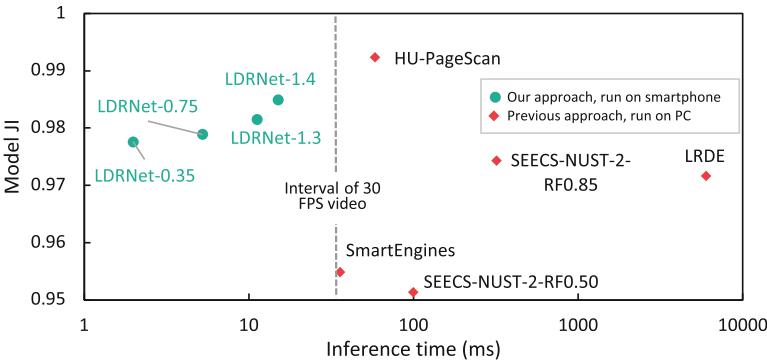 1
0.99
0.98
0.97
0.96
0.95
Model JI
LDRNet-1.4
LDRNet-0.75
LDRNet-1.3
LDRNet-0.35
HU-PageScan
Our approach, run on smartphone
Previous approach, run on PC
SEECS-NUST-2-
RF0.85
LRDE
Interval of 30
FPS video
SmartEngines
SEECS-NUST-2-RF0.50
1
10
100
1000
10000
Inference time (ms)